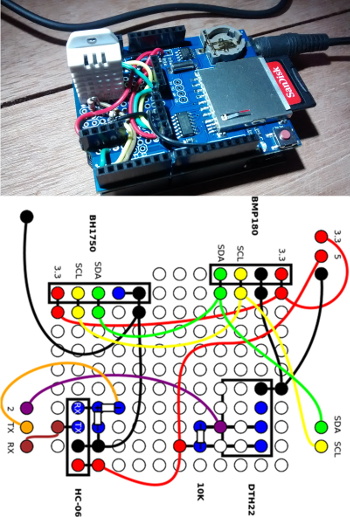 SanDisk
BMP180
BH1750
3.3
5
SDA
SCL
3.3
3.3
SCL
SDA
SDA
SCL
2
TX
RX
RX
TX
HC-06
10K
DTH22